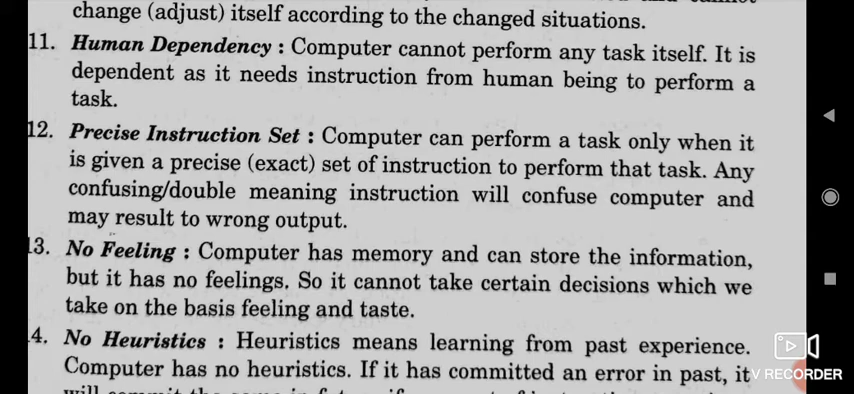 change (adjust) itself according to the changed situations.
11. Human Dependency : Computer cannot perform any task itself. It is
dependent as it needs instruction from human being to perform a
task.
12. Precise Instruction Set : Computer can perform a task only when it
is given a precise (exact) set of instruction to perform that task. Any
confusing/double meaning instruction will confuse computer and
may result to wrong output.
13. No Feeling : Computer has memory and can store the information,
but it has no feelings. So it cannot take certain decisions which we
take on the basis feeling and taste.
4. No Heuristics : Heuristics means learning from past experience.
Computer has no heuristics. If it has committed an error in past, it
V RECORDER